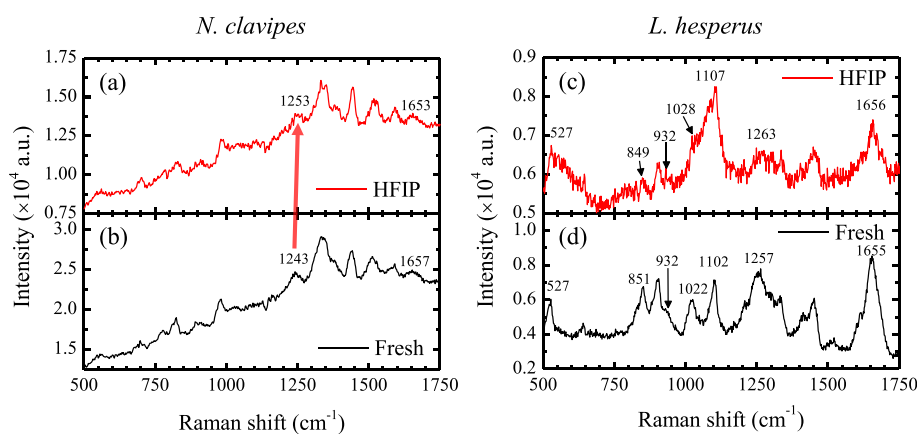 N. clavipes
L. hesperus
Intensity (×10⁴ a.u.)
1.75
1.50
1.25
1.00
0.75
(a)
1253
1653
HFIP
3.0
2.5
2.0
1.5
(b)
1243
1657
Fresh
500 750 1000 1250 1500 1750
Raman shift (cm⁻¹)
Intensity (×10⁴ a.u.)
0.9
0.8
0.7
0.6
0.5
(c)
1107
HFIP
1028
932
849
527
1263
1656
0.8
0.6
0.4
0.2
(d)
Fresh
527
851
932
1022
1102
1257
1655
500 750 1000 1250 1500 1750
Raman shift (cm⁻¹)